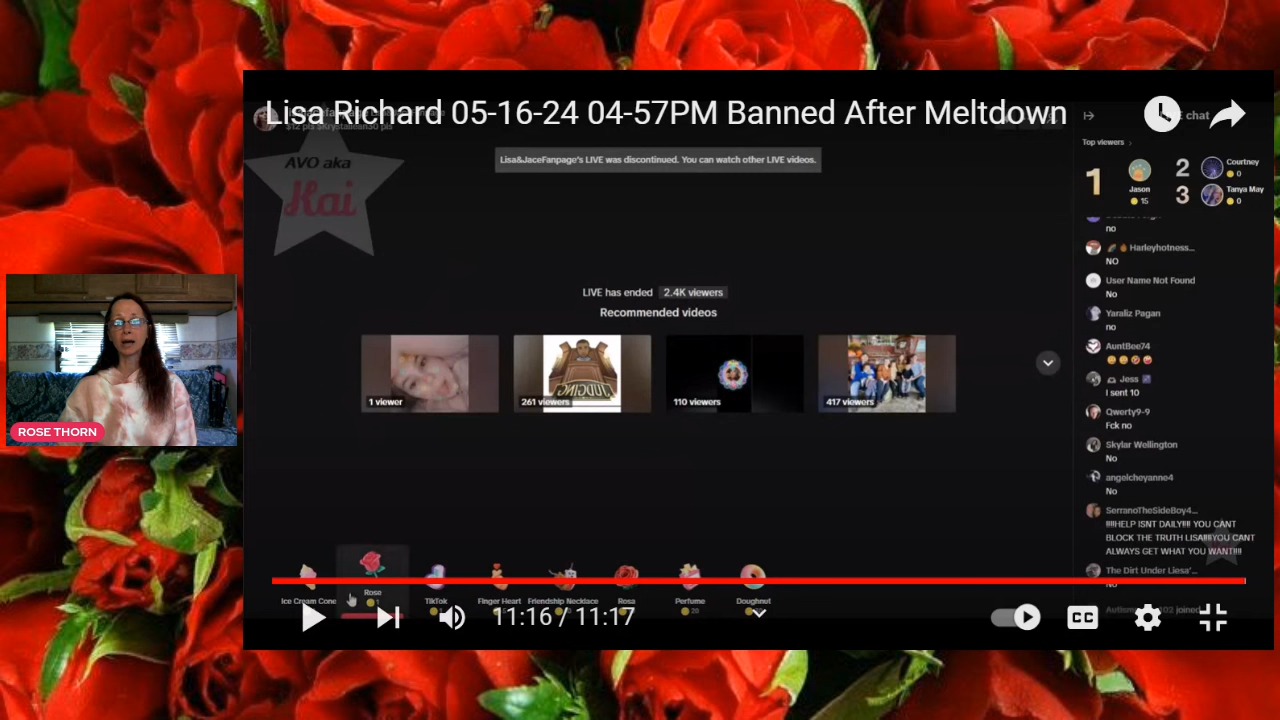 Lisa Richard 05-16-24 04-57PM Banned After Meltdown
chat
Top viewers
AVO aka
Kai
Lisa&JaceFanpage's LIVE was discontinued. You can watch other LIVE videos.
1
Jason
15
2
Courtney
0
3
Tanya May
0
no
Harleyhotness...
NO
User Name Not Found
No
Yaraliz Pagan
no
AuntBee74
Jess
I sent 10
Qwerty9-9
Fck no
Skylar Wellington
No
angelcheyanne4
No
SerranoTheSideBoy4...
!!!!!HELP ISNT DAILY!!!! YOU CANT
BLOCK THE TRUTH LISA!!!!YOU CANT
ALWAYS GET WHAT YOU WANT!!!!
The Dirt Under Liesa'...
LIVE has ended 2.4K viewers
Recommended videos
1 viewer
JUDGING
261 viewers
110 viewers
417 viewers
ROSE THORN
Ice Cream Cone
Rose
TikTok
Finger Heart
Friendship Necklace
Rosa
Perfume
Doughnut
11:16 / 11:17
CC
joined